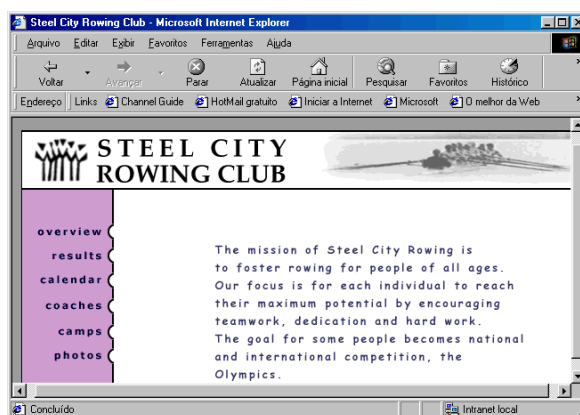 Steel City Rowing Club - Microsoft Internet Explorer
Arquivo Editar Exibir Favoritos Ferramentas Ajuda
Voltar Avançar Parar Atualizar Página inicial Pesquisar Favoritos Histórico
Endereço Links Channel Guide HotMail gratuito Iniciar a Internet Microsoft O melhor da Web
STEEL CITY
ROWING CLUB
overview
results
calendar
coaches
camps
photos
The mission of Steel City Rowing is
to foster rowing for people of all ages.
Our focus is for each individual to reach
their maximum potential by encouraging
teamwork, dedication and hard work.
The goal for some people becomes national
and international competition, the
Olympics.
Concluído Intranet local